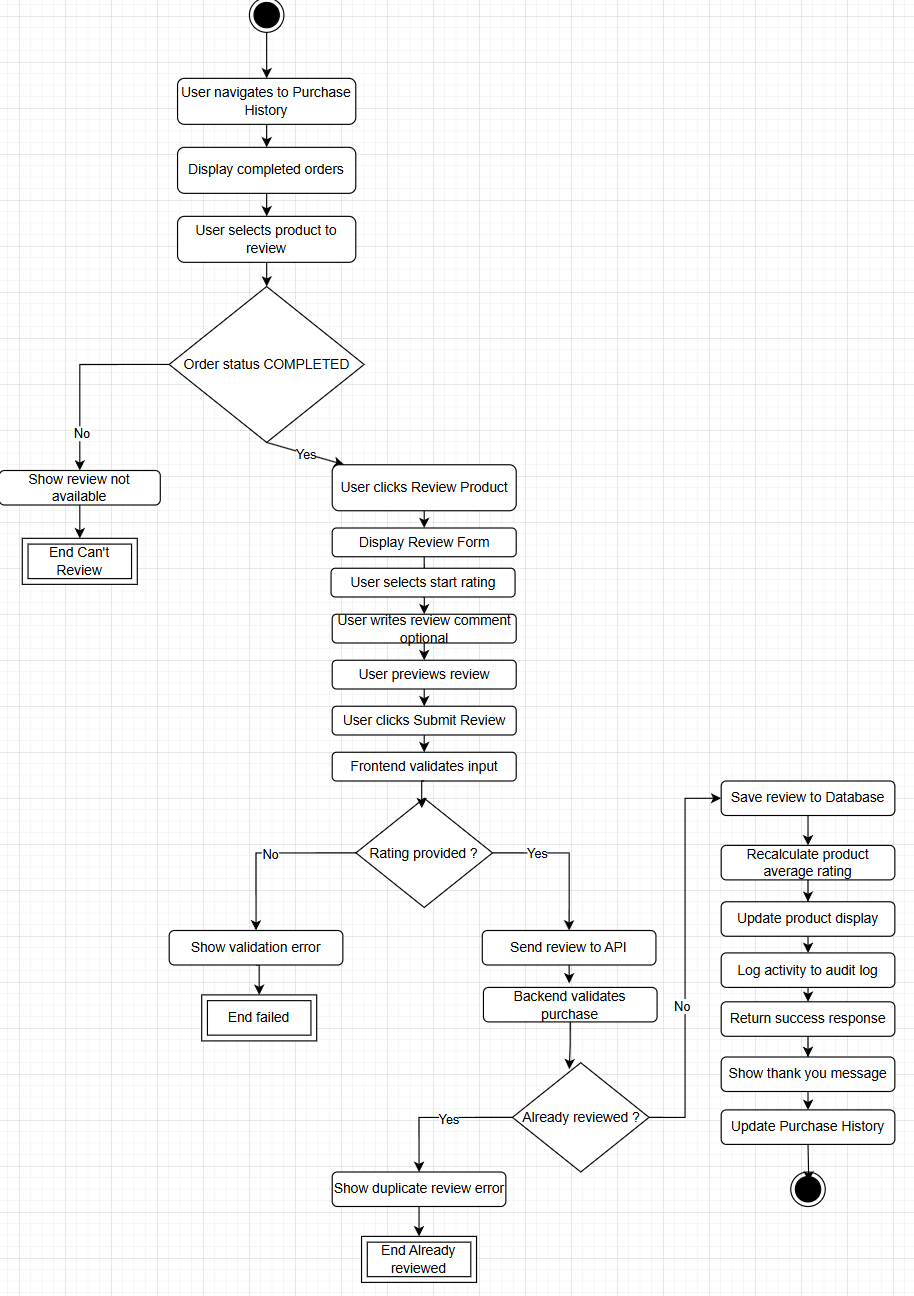 User navigates to Purchase
History
Display completed orders
User selects product to
review
Order status COMPLETED
No
Yes
Show review not
available
End Can't
Review
User clicks Review Product
Display Review Form
User selects start rating
User writes review comment
optional
User previews review
User clicks Submit Review
Frontend validates input
Rating provided ?
No
Yes
Show validation error
End failed
Send review to API
Backend validates
purchase
Already reviewed ?
Yes
No
Show duplicate review error
End Already
reviewed
Save review to Database
Recalculate product
average rating
Update product display
Log activity to audit log
Return success response
Show thank you message
Update Purchase History